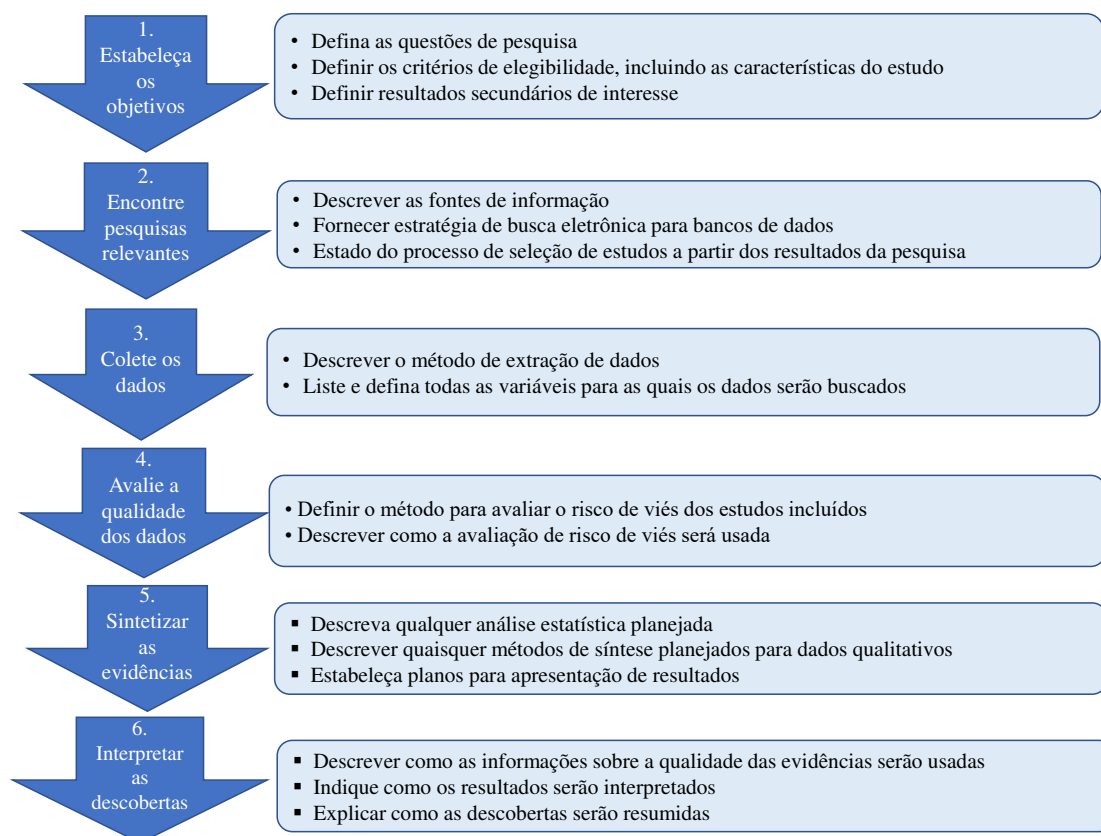 1.
Estabeleça
os
objetivos
• Defina as questões de pesquisa
• Definir os critérios de elegibilidade, incluindo as características do estudo
• Definir resultados secundários de interesse
2.
Encontre
pesquisas
relevantes
• Descrever as fontes de informação
• Fornecer estratégia de busca eletrônica para bancos de dados
• Estado do processo de seleção de estudos a partir dos resultados da pesquisa
3.
Colete os
dados
• Descrever o método de extração de dados
• Liste e defina todas as variáveis para as quais os dados serão buscados
4.
Avalie a
qualidade
dos dados
• Definir o método para avaliar o risco de viés dos estudos incluídos
• Descrever como a avaliação de risco de viés será usada
5.
Sintetizar
as
evidências
▪ Descreva qualquer análise estatística planejada
▪ Descrever quaisquer métodos de síntese planejados para dados qualitativos
▪ Estabeleça planos para apresentação de resultados
6.
Interpretar
as
descobertas
▪ Descrever como as informações sobre a qualidade das evidências serão usadas
▪ Indique como os resultados serão interpretados
▪ Explicar como as descobertas serão resumidas